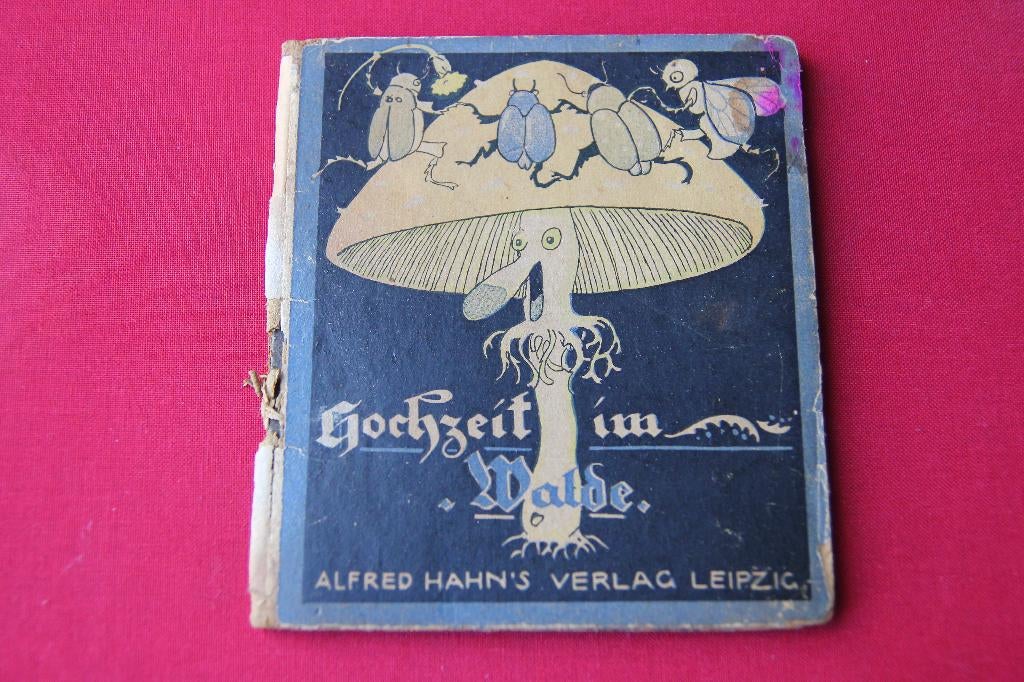 Hochzeit im
. Walde.
ALFRED HAHN'S VERLAG LEIPZIG.